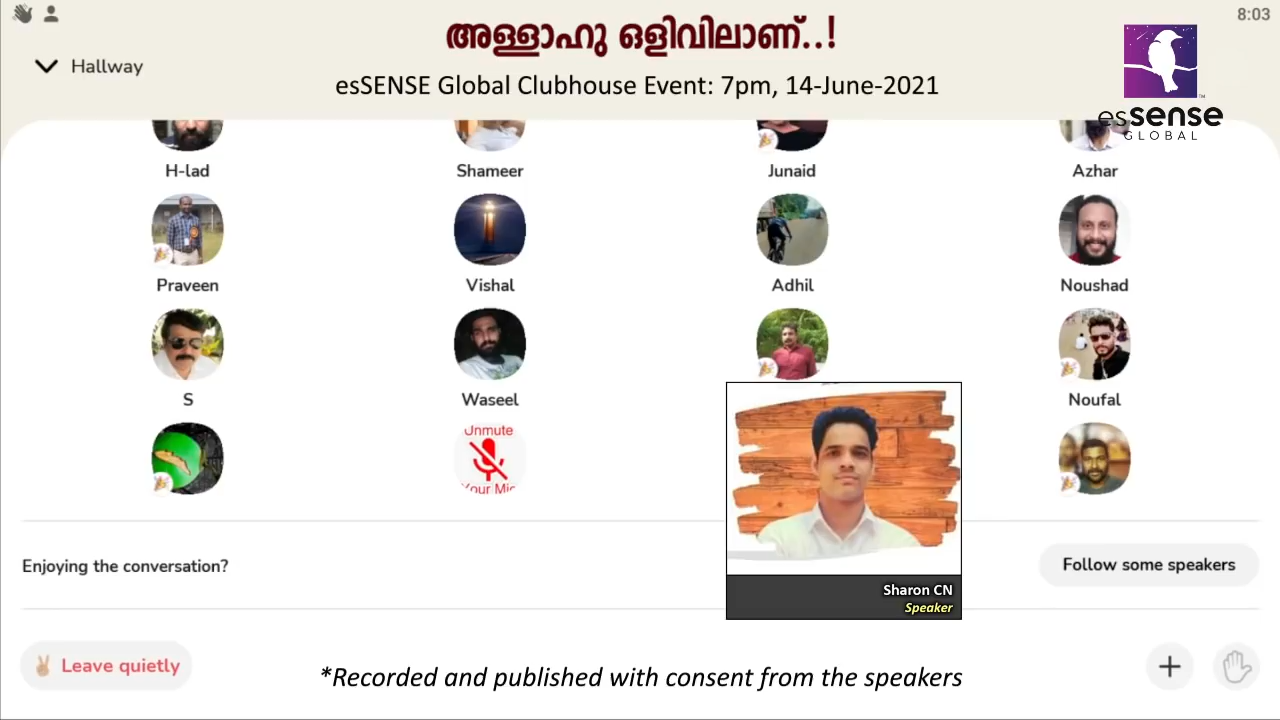 8:03
അള്ളാഹു ഒളിവിലാണ്..!
Hallway
esSENSE Global Clubhouse Event: 7pm, 14-June-2021
essense
GLOBAL
H-lad
Shameer
Junaid
Azhar
Praveen
Vishal
Adhil
Noushad
S
Waseel
Noufal
Unmute
Your Mic
Enjoying the conversation?
Follow some speakers
Sharon CN
Speaker
Leave quietly
*Recorded and published with consent from the speakers